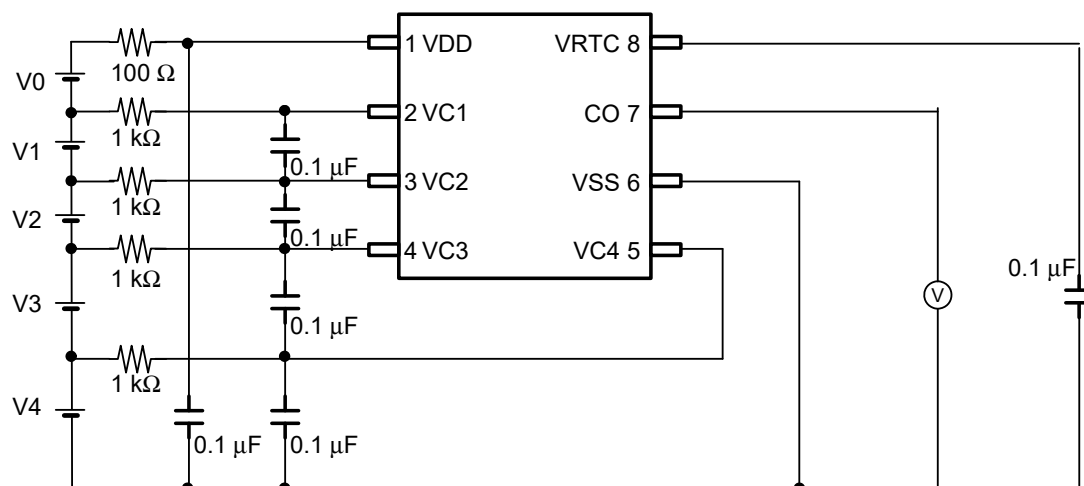 1 VDD
VRTC 8
100 Ω
V0
2 VC1
CO 7
1 kΩ
V1
0.1 μF
3 VC2
VSS 6
1 kΩ
V2
0.1 μF
4 VC3
VC4 5
1 kΩ
0.1 μF
V3
V
0.1 μF
1 kΩ
V4
0.1 μF
0.1 μF